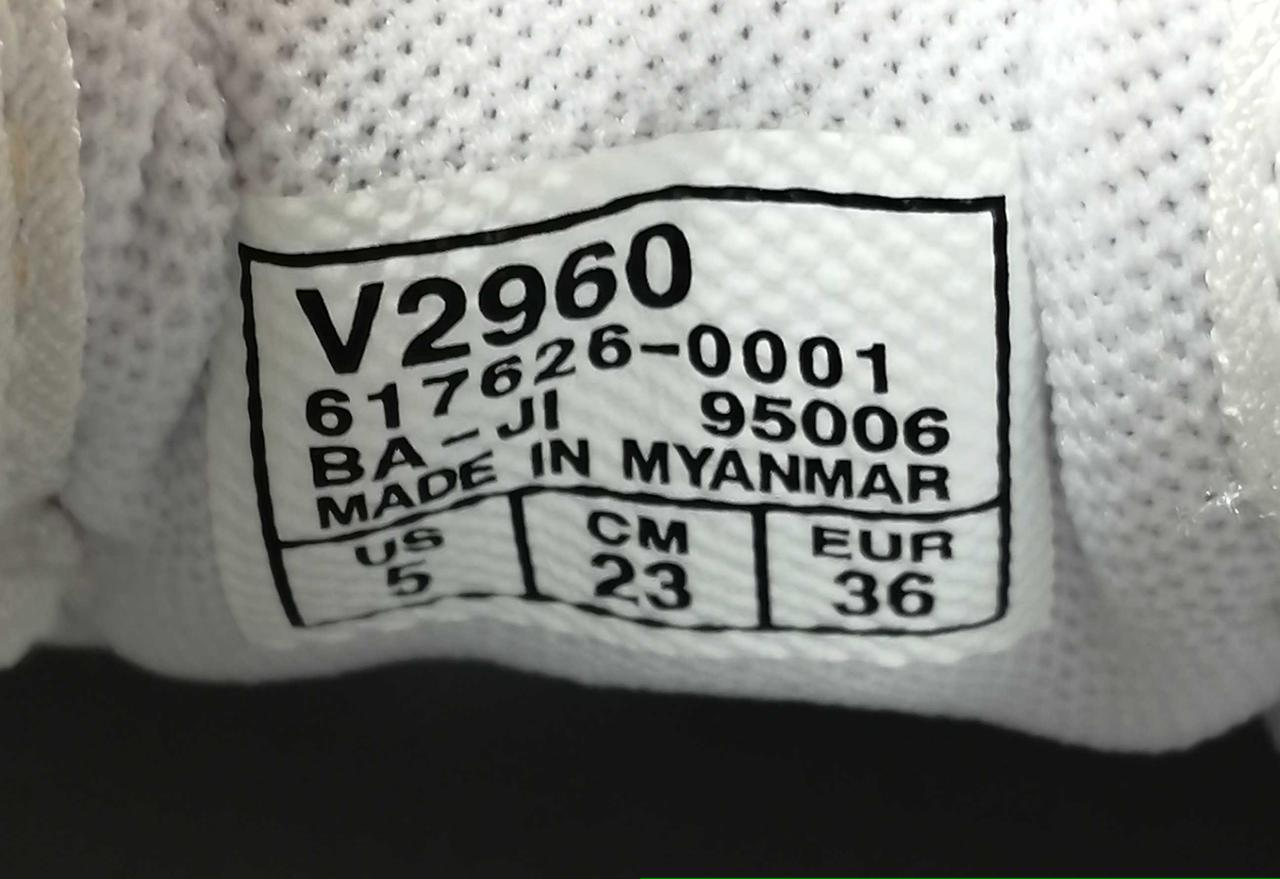 V2960
617626-0001
BA-JI 95006
MADE IN MYANMAR
US CM EUR
5 23 36